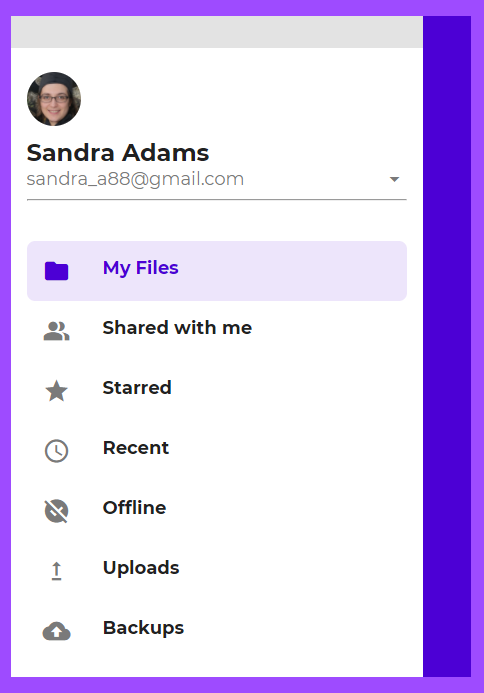 Sandra Adams
sandra_a88@gmail.com
My Files
Shared with me
Starred
Recent
Offline
Uploads
Backups